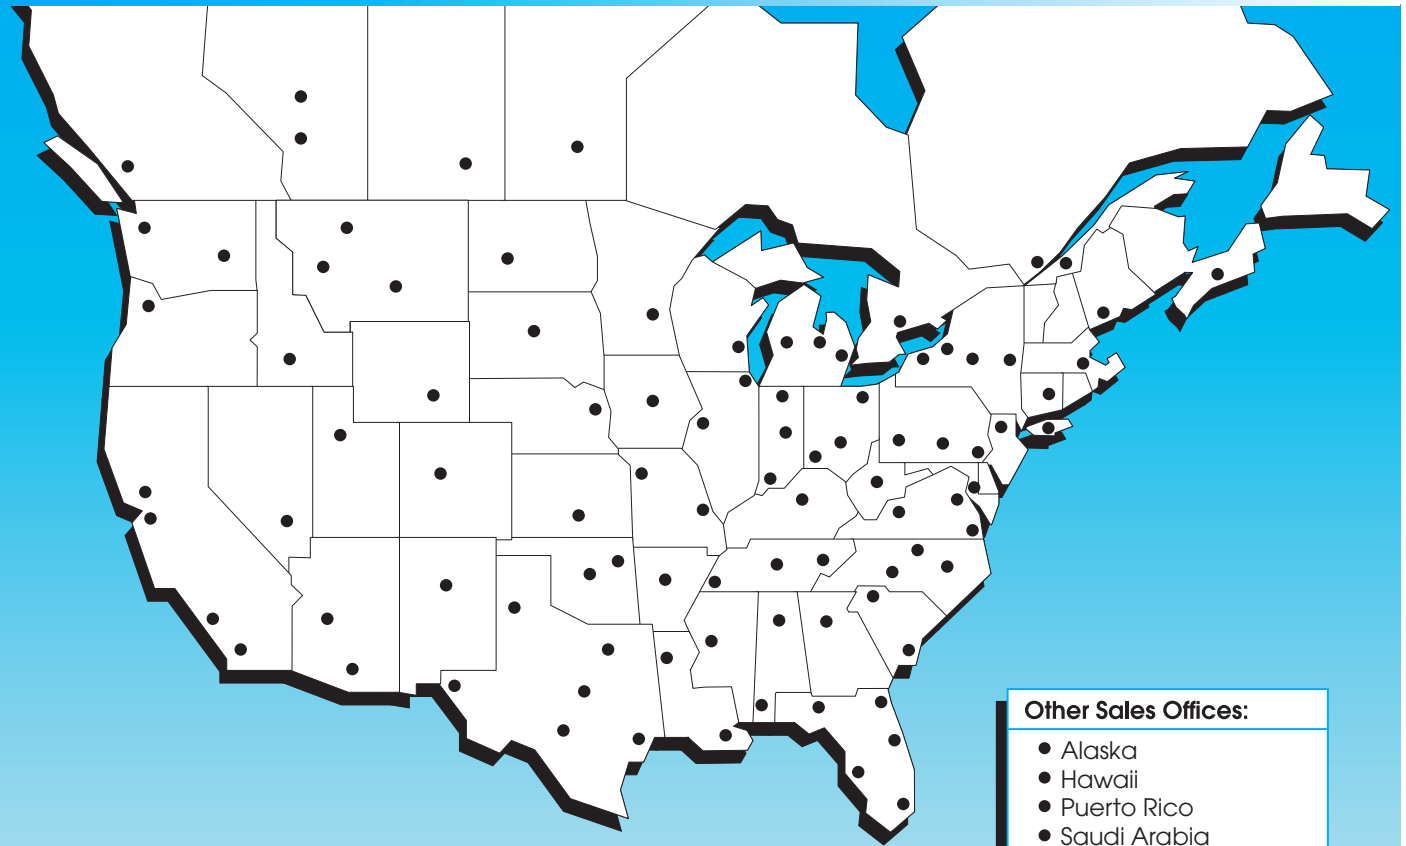 Other Sales Offices:
● Alaska
● Hawaii
● Puerto Rico
● Saudi Arabia